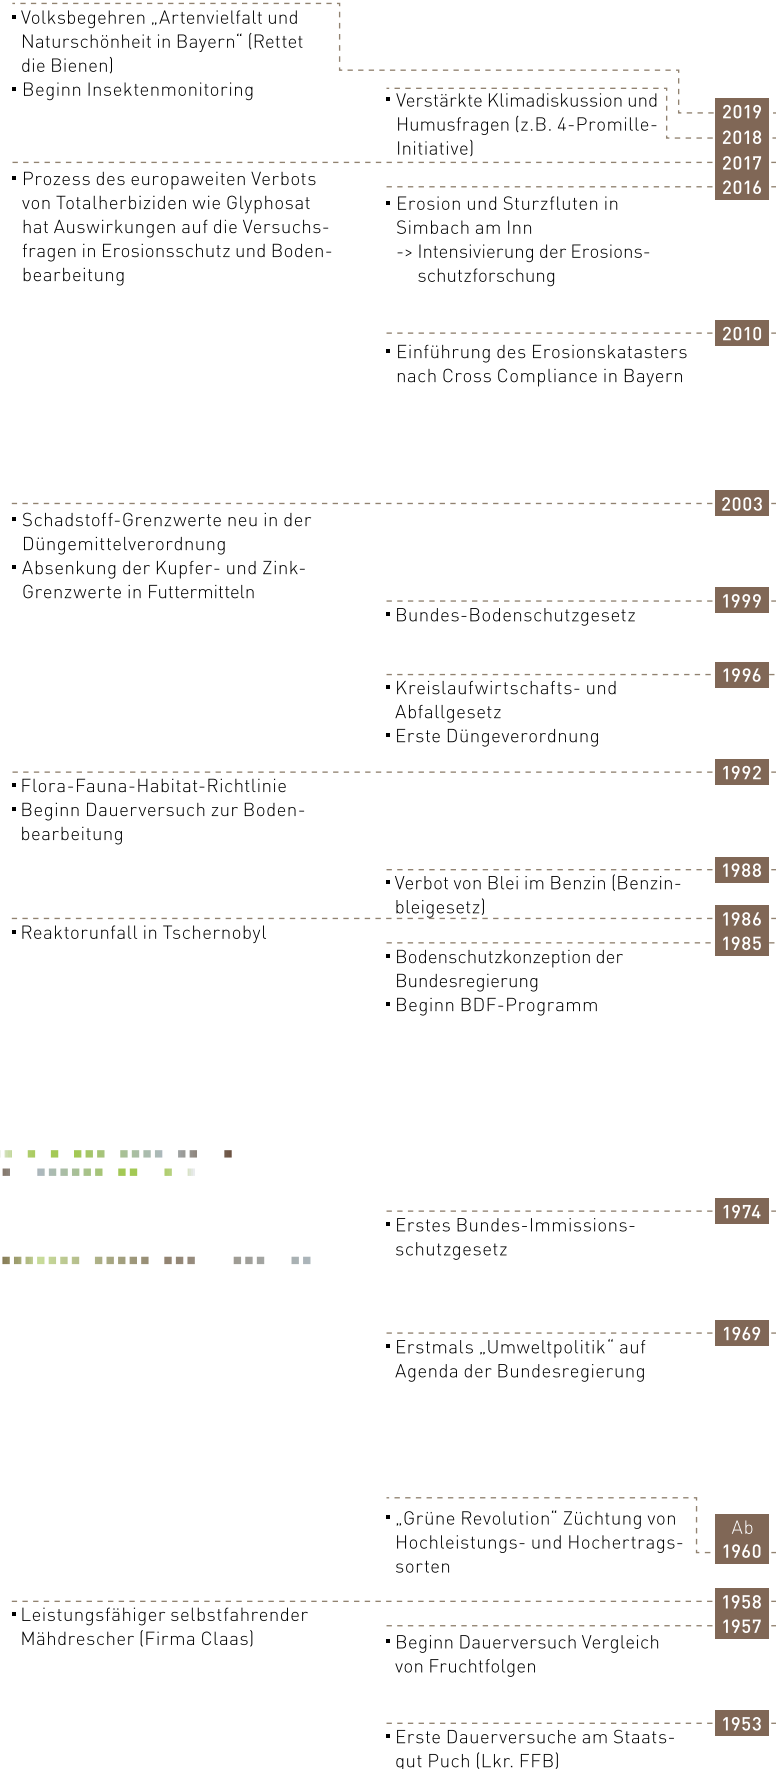 ▪ Volksbegehren „Artenvielfalt und
Naturschönheit in Bayern“ (Rettet
die Bienen)
▪ Beginn Insektenmonitoring
2019
▪ Verstärkte Klimadiskussion und
Humusfragen (z.B. 4-Promille-
Initiative)
2018
2017
▪ Prozess des europaweiten Verbots
von Totalherbiziden wie Glyphosat
hat Auswirkungen auf die Versuchs-
fragen in Erosionsschutz und Boden-
bearbeitung
2016
▪ Erosion und Sturzfluten in
Simbach am Inn
-> Intensivierung der Erosions-
schutzforschung
2010
▪ Einführung des Erosionskatasters
nach Cross Compliance in Bayern
2003
▪ Schadstoff-Grenzwerte neu in der
Düngemittelverordnung
▪ Absenkung der Kupfer- und Zink-
Grenzwerte in Futtermitteln
1999
▪ Bundes-Bodenschutzgesetz
1996
▪ Kreislaufwirtschafts- und
Abfallgesetz
▪ Erste Düngeverordnung
1992
▪ Flora-Fauna-Habitat-Richtlinie
▪ Beginn Dauerversuch zur Boden-
bearbeitung
1988
▪ Verbot von Blei im Benzin (Benzin-
bleigesetz)
1986
▪ Reaktorunfall in Tschernobyl
1985
▪ Bodenschutzkonzeption der
Bundesregierung
▪ Beginn BDF-Programm
1974
▪ Erstes Bundes-Immissions-
schutzgesetz
1969
▪ Erstmals „Umweltpolitik“ auf
Agenda der Bundesregierung
▪ „Grüne Revolution“ Züchtung von
Hochleistungs- und Hochertrags-
sorten
Ab
1960
1958
▪ Leistungsfähiger selbstfahrender
Mähdrescher (Firma Claas)
1957
▪ Beginn Dauerversuch Vergleich
von Fruchtfolgen
1953
▪ Erste Dauerversuche am Staats-
gut Puch (Lkr. FFB)